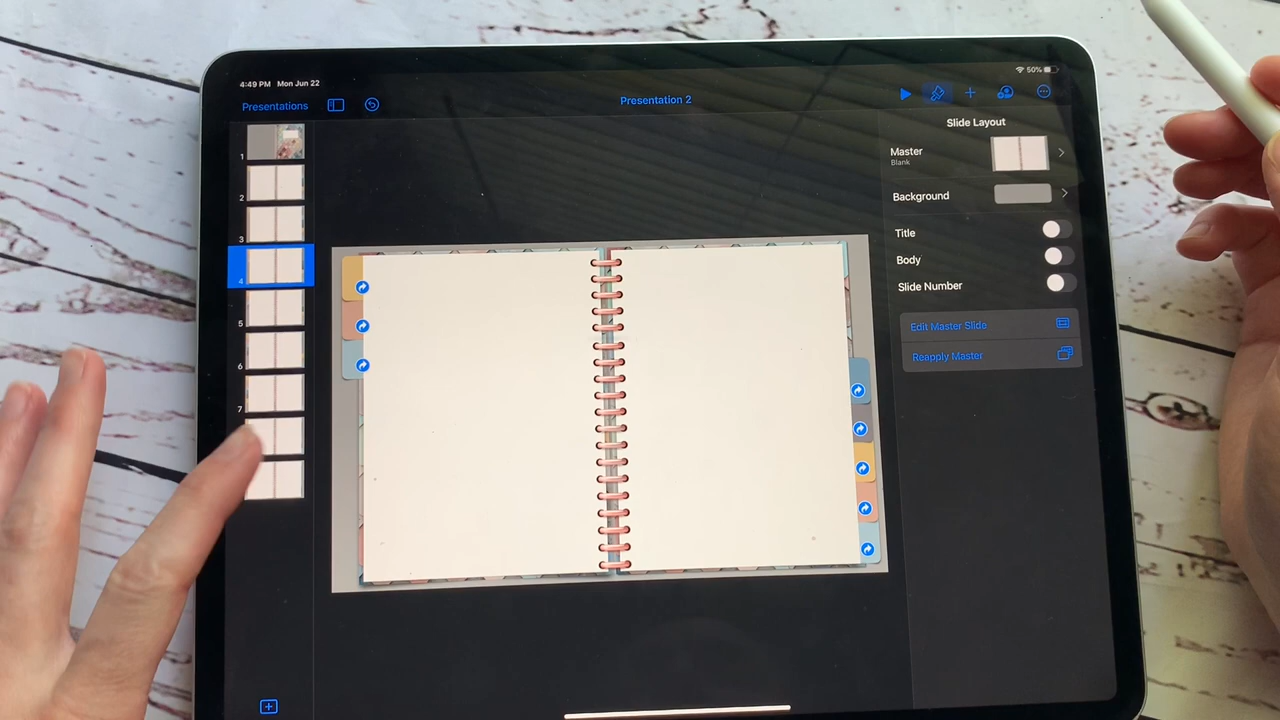 4:49 PM Mon Jun 22
50%
Presentations
Presentation 2
Slide Layout
Master
Blank
Background
Title
Body
Slide Number
Edit Master Slide
Reapply Master
1
2
3
4
5
6
7